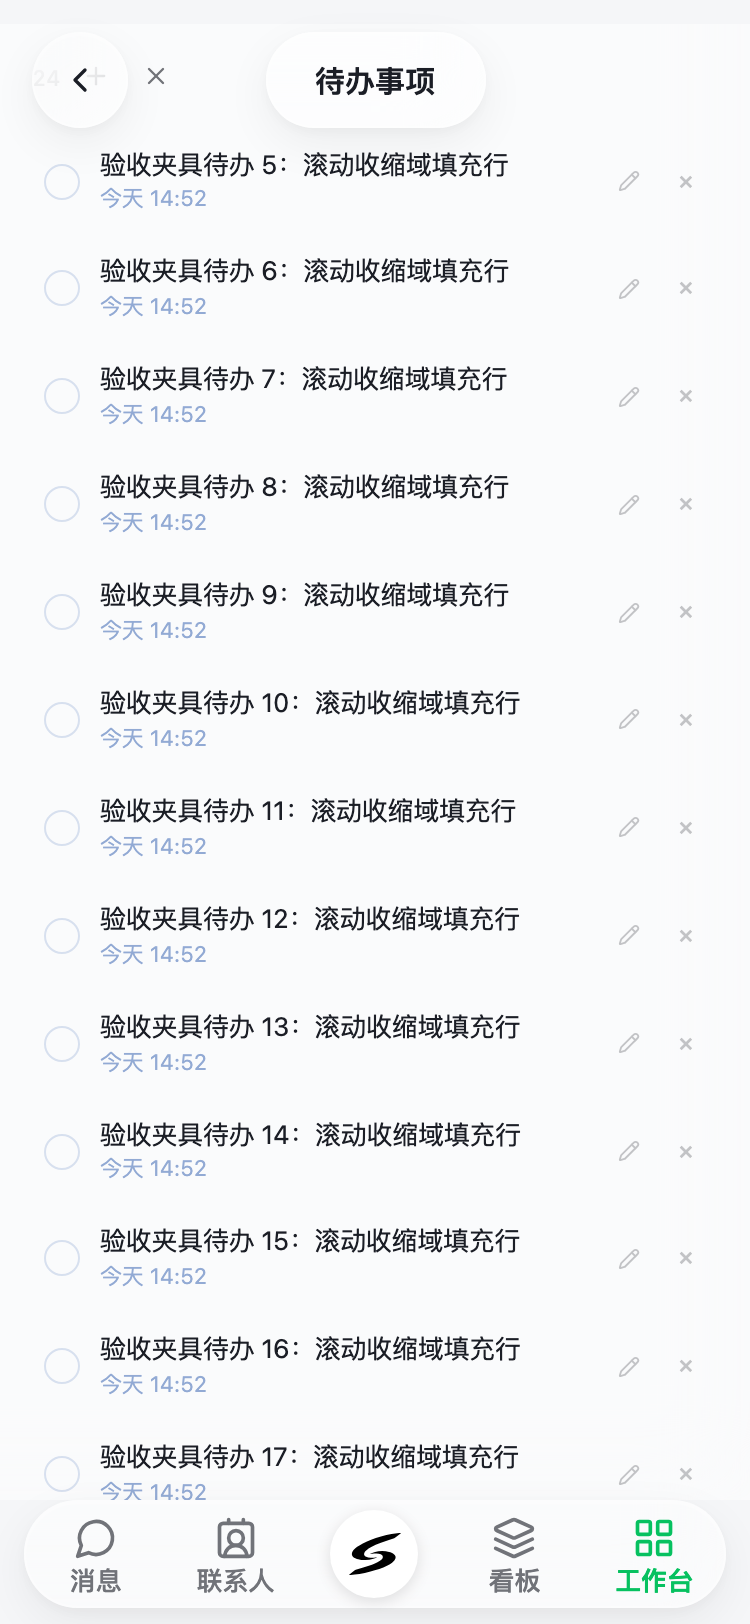 24
待办事项
验收夹具待办 5：滚动收缩域填充行
今天 14:52
验收夹具待办 6：滚动收缩域填充行
今天 14:52
验收夹具待办 7：滚动收缩域填充行
今天 14:52
验收夹具待办 8：滚动收缩域填充行
今天 14:52
验收夹具待办 9：滚动收缩域填充行
今天 14:52
验收夹具待办 10：滚动收缩域填充行
今天 14:52
验收夹具待办 11：滚动收缩域填充行
今天 14:52
验收夹具待办 12：滚动收缩域填充行
今天 14:52
验收夹具待办 13：滚动收缩域填充行
今天 14:52
验收夹具待办 14：滚动收缩域填充行
今天 14:52
验收夹具待办 15：滚动收缩域填充行
今天 14:52
验收夹具待办 16：滚动收缩域填充行
今天 14:52
验收夹具待办 17：滚动收缩域填充行
今天 14:52
消息 联系人 看板 工作台